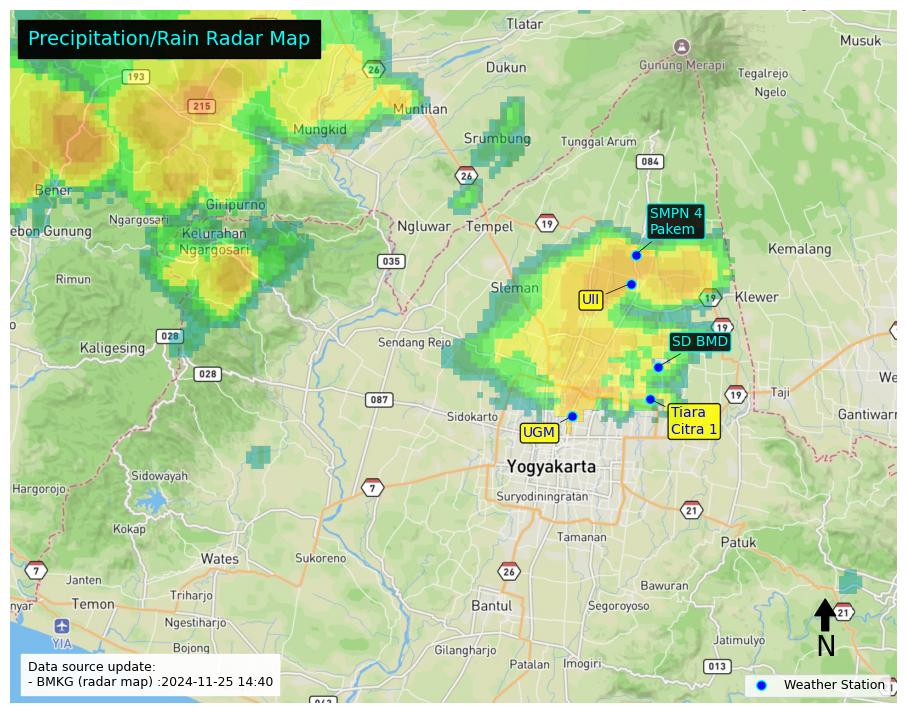 Precipitation/Rain Radar Map
Tlatar
Musuk
Gunung Merapi
Dukun
26
193
Tegalrejo
Ngelo
215
Muntilan
Mungkid
Srumbung
Tunggal Arum
084
26
Bener
Giripurno
Ngargosari
SMPN 4
Pakem
ebon Gunung
Kelurahan
Ngargosari
Ngluwar
Tempel
19
Kemalang
035
Rimun
Sleman
UII
19
Klewer
028
Kaligesing
Sendang Rejo
19
SD BMD
028
We
087
19
Taji
Sidokarto
UGM
Tiara
Citra 1
Gantiwarn
Yogyakarta
Sidowayah
Hargorojo
7
Suryodiningratan
21
Kokap
Tamanan
Patuk
Wates
Sukoreno
26
7
Janten
Triharjo
Bawuran
nyar
Temon
Bantul
Segoroyoso
21
Ngestiharjo
N
YIA
Bojong
Gilangharjo
Jatimulyo
Patalan
Imogiri
013
Data source update:
- BMKG (radar map) :2024-11-25 14:40
Weather Station